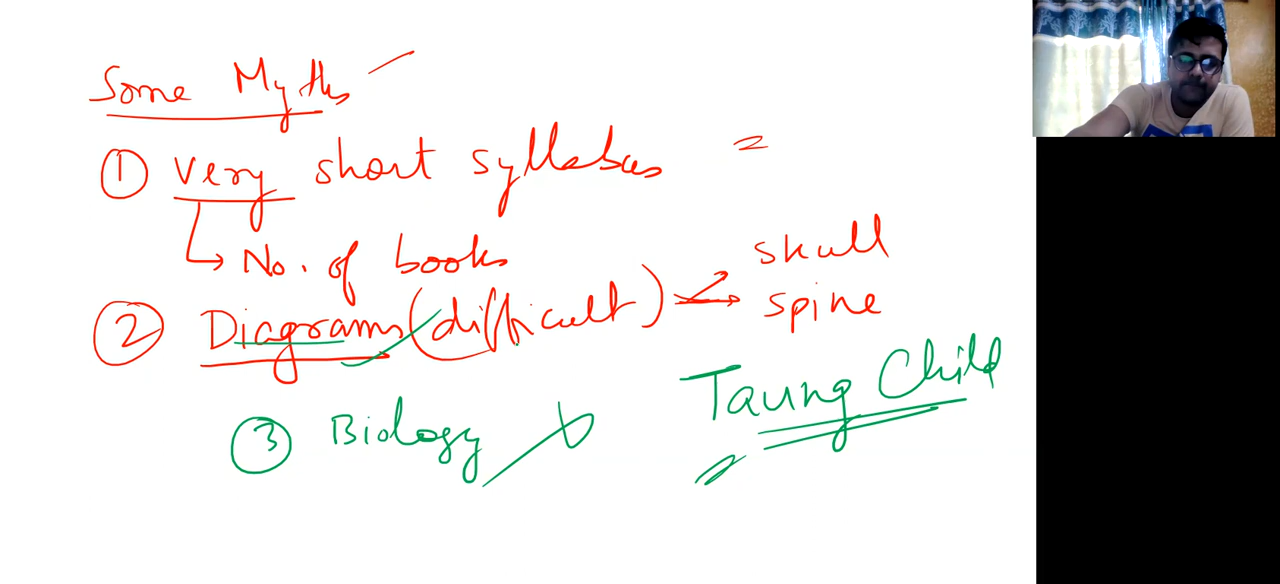 Some Myths
① Very short syllabus =
↳ No. of books
skull
② Diagrams (difficult)
spine
Taung Child
③ Biology